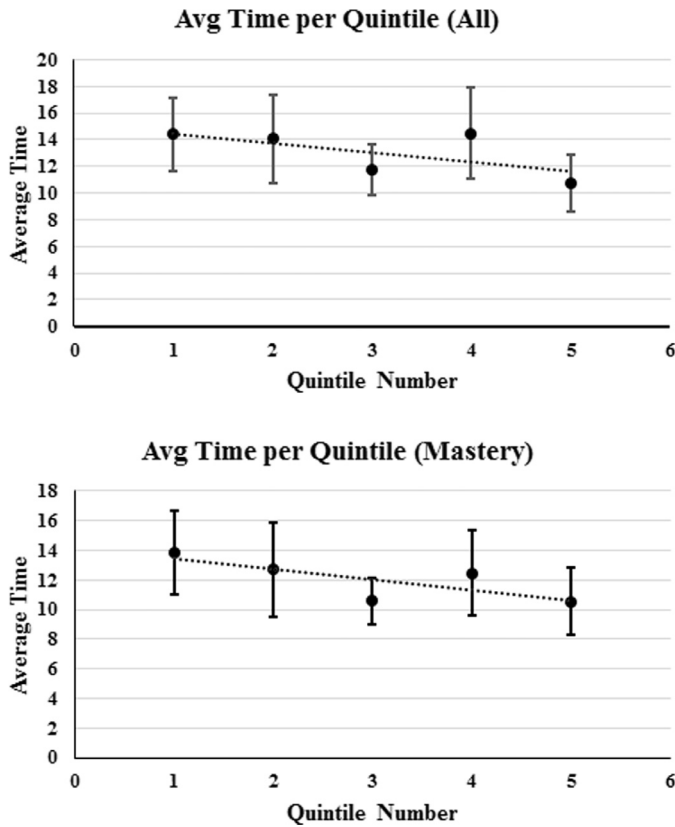 Avg Time per Quintile (All)
20
18
16
14
12
10
8
6
4
2
0
Average Time
0 1 2 3 4 5 6
Quintile Number
Avg Time per Quintile (Mastery)
18
16
14
12
10
8
6
4
2
0
Average Time
0 1 2 3 4 5 6
Quintile Number